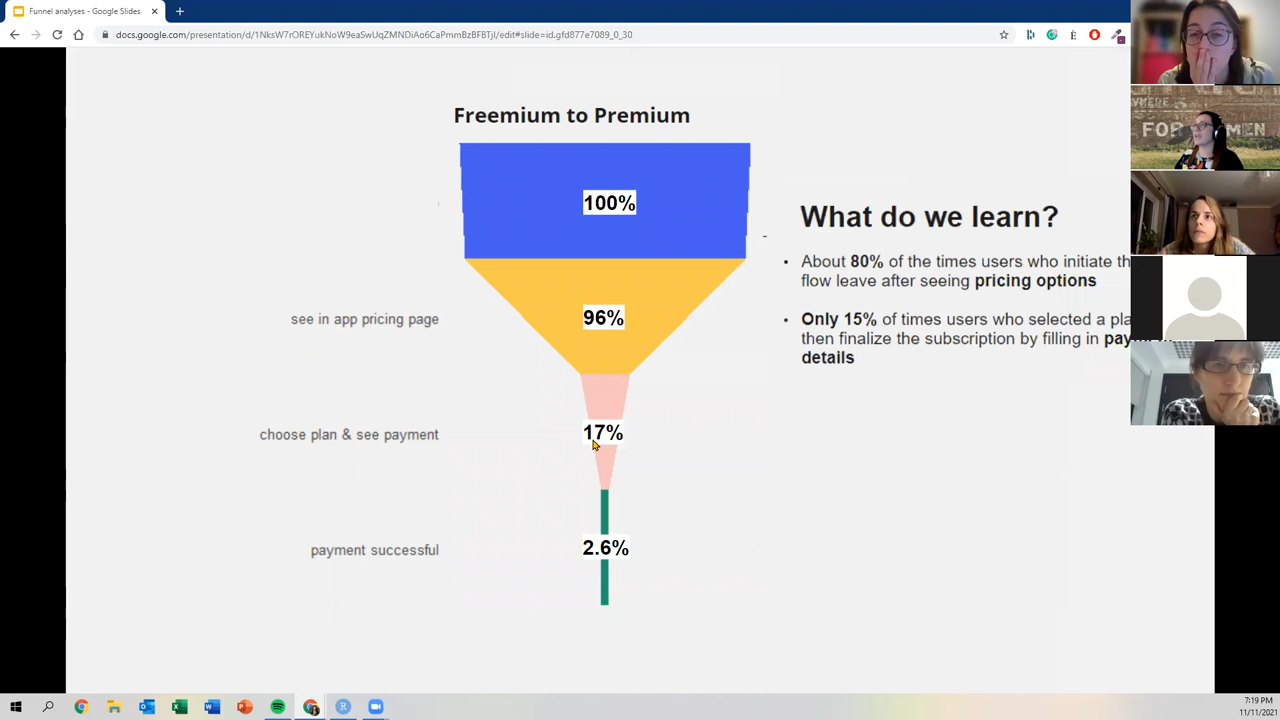 Funnel analyses - Google Slides
docs.google.com/presentation/d/1NksW7rOREYukNoW9eaSwUqZMNDiAo6CaPmmBzBFBTjI/edit#slide=id.gfd877e7089_0_30
Freemium to Premium
100%
96%
see in app pricing page
17%
choose plan & see payment
2.6%
payment successful
What do we learn?
• About 80% of the times users who initiate th
flow leave after seeing pricing options
• Only 15% of times users who selected a pla
then finalize the subscription by filling in pay
details
FOR MEN
7:19 PM
11/11/2021